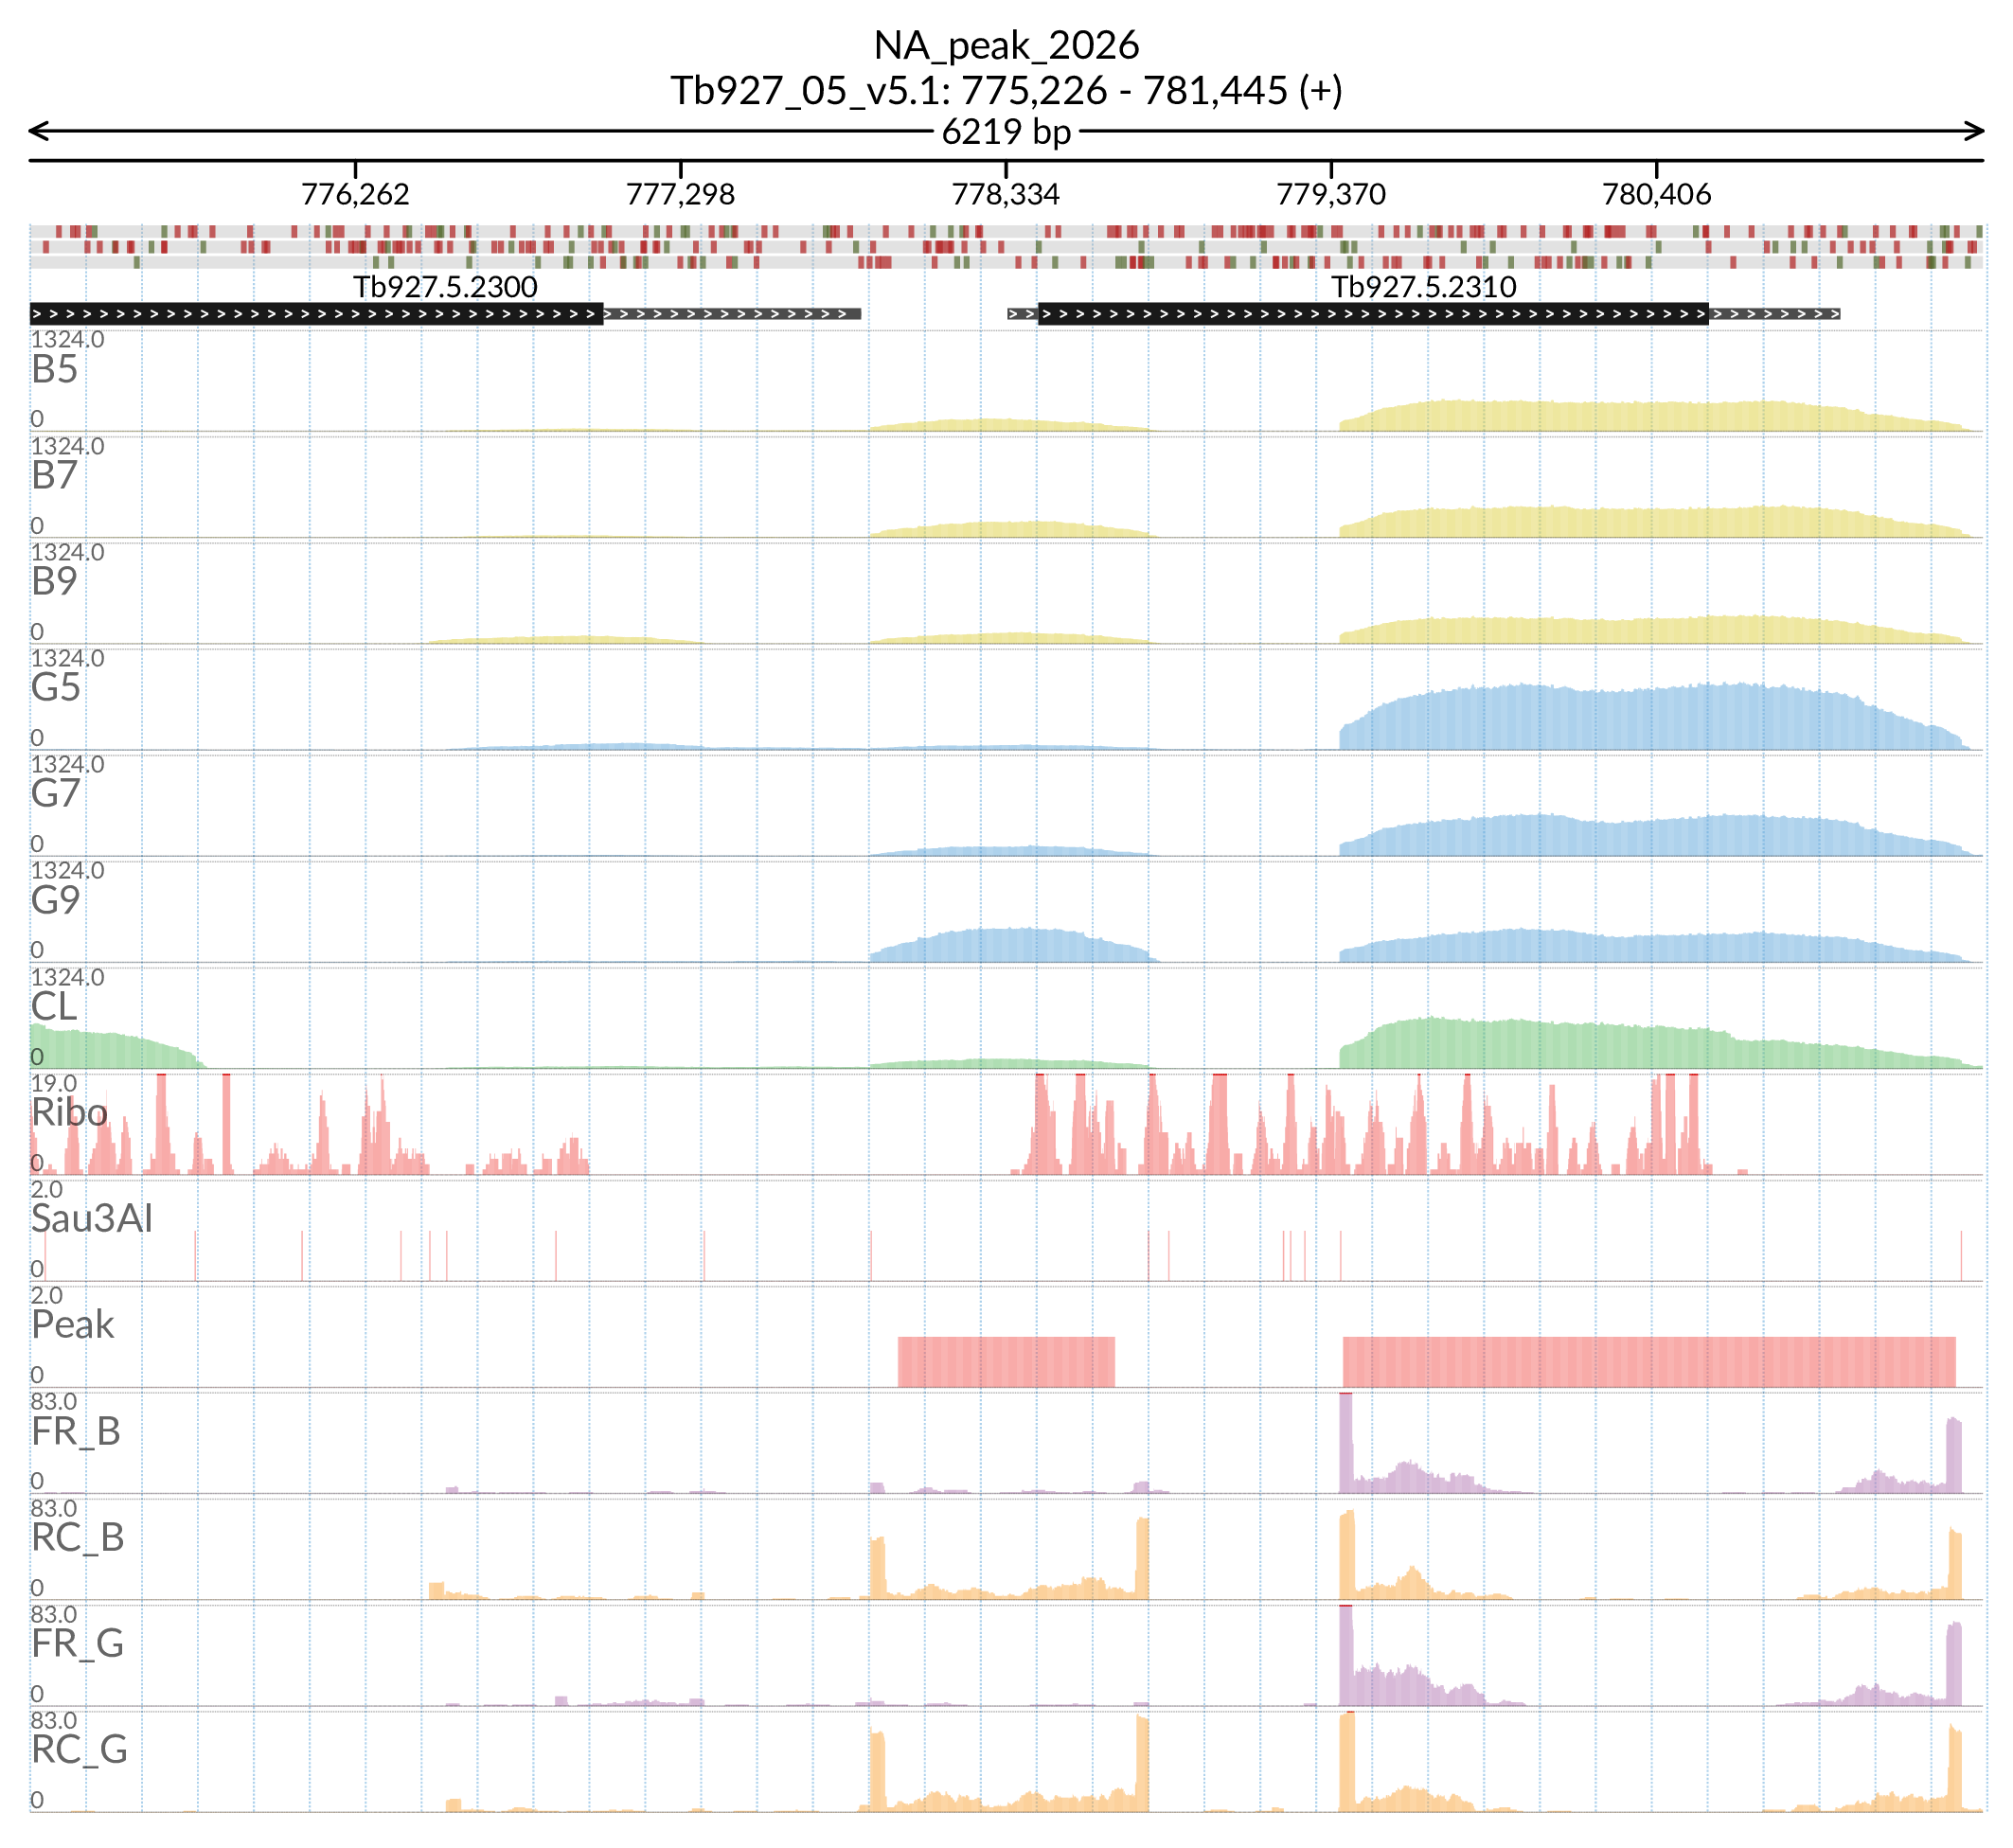 NA_peak_2026
Tb927_05_v5.1: 775,226 - 781,445 (+)
6219 bp
776,262 777,298 778,334 779,370 780,406
Tb927.5.2300 Tb927.5.2310
1324.0
B5
0
1324.0
B7
0
1324.0
B9
0
1324.0
G5
0
1324.0
G7
0
1324.0
G9
0
1324.0
CL
0
19.0
Ribo
0
2.0
Sau3AI
0
2.0
Peak
0
83.0
FR_B
0
83.0
RC_B
0
83.0
FR_G
0
83.0
RC_G
0